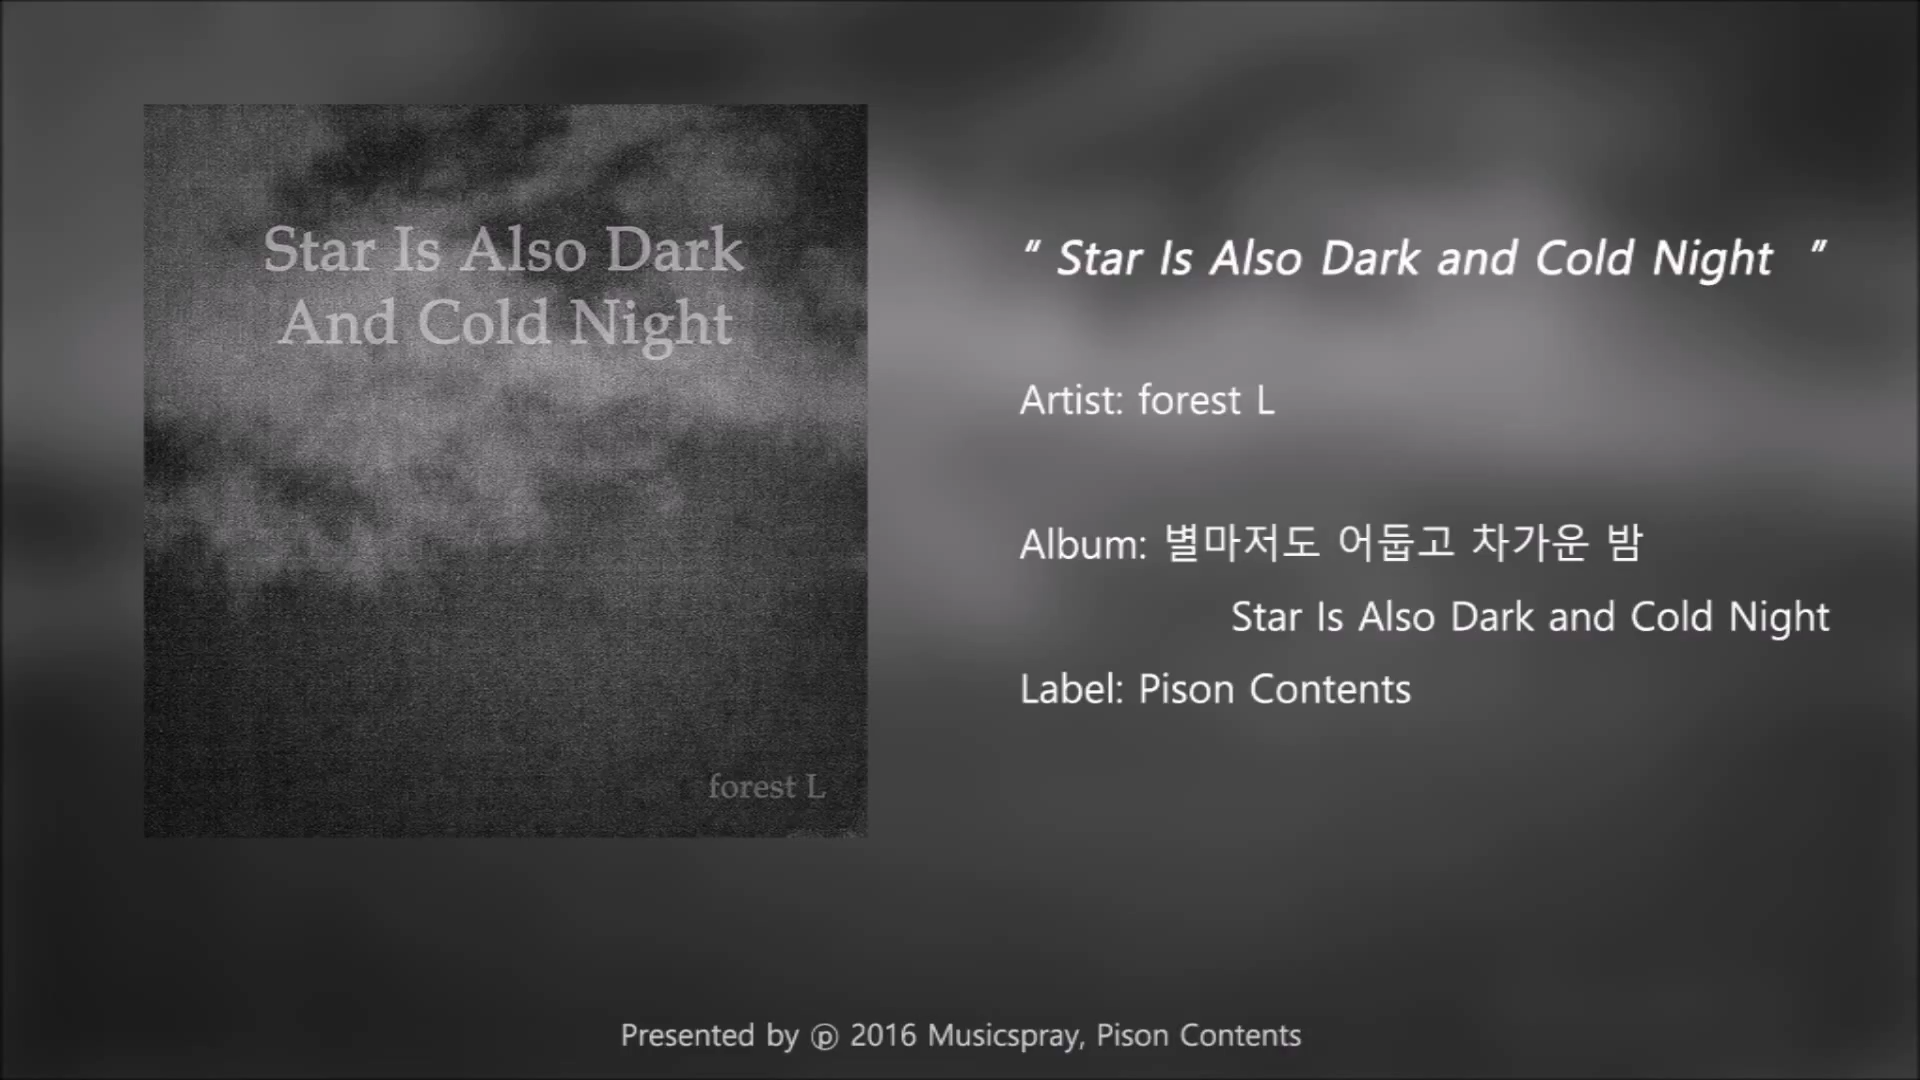 Star Is Also Dark
And Cold Night
forest L
“ Star Is Also Dark and Cold Night ”
Artist: forest L
Album: 별마저도 어둡고 차가운 밤
Star Is Also Dark and Cold Night
Label: Pison Contents
Presented by ⓟ 2016 Musicspray, Pison Contents